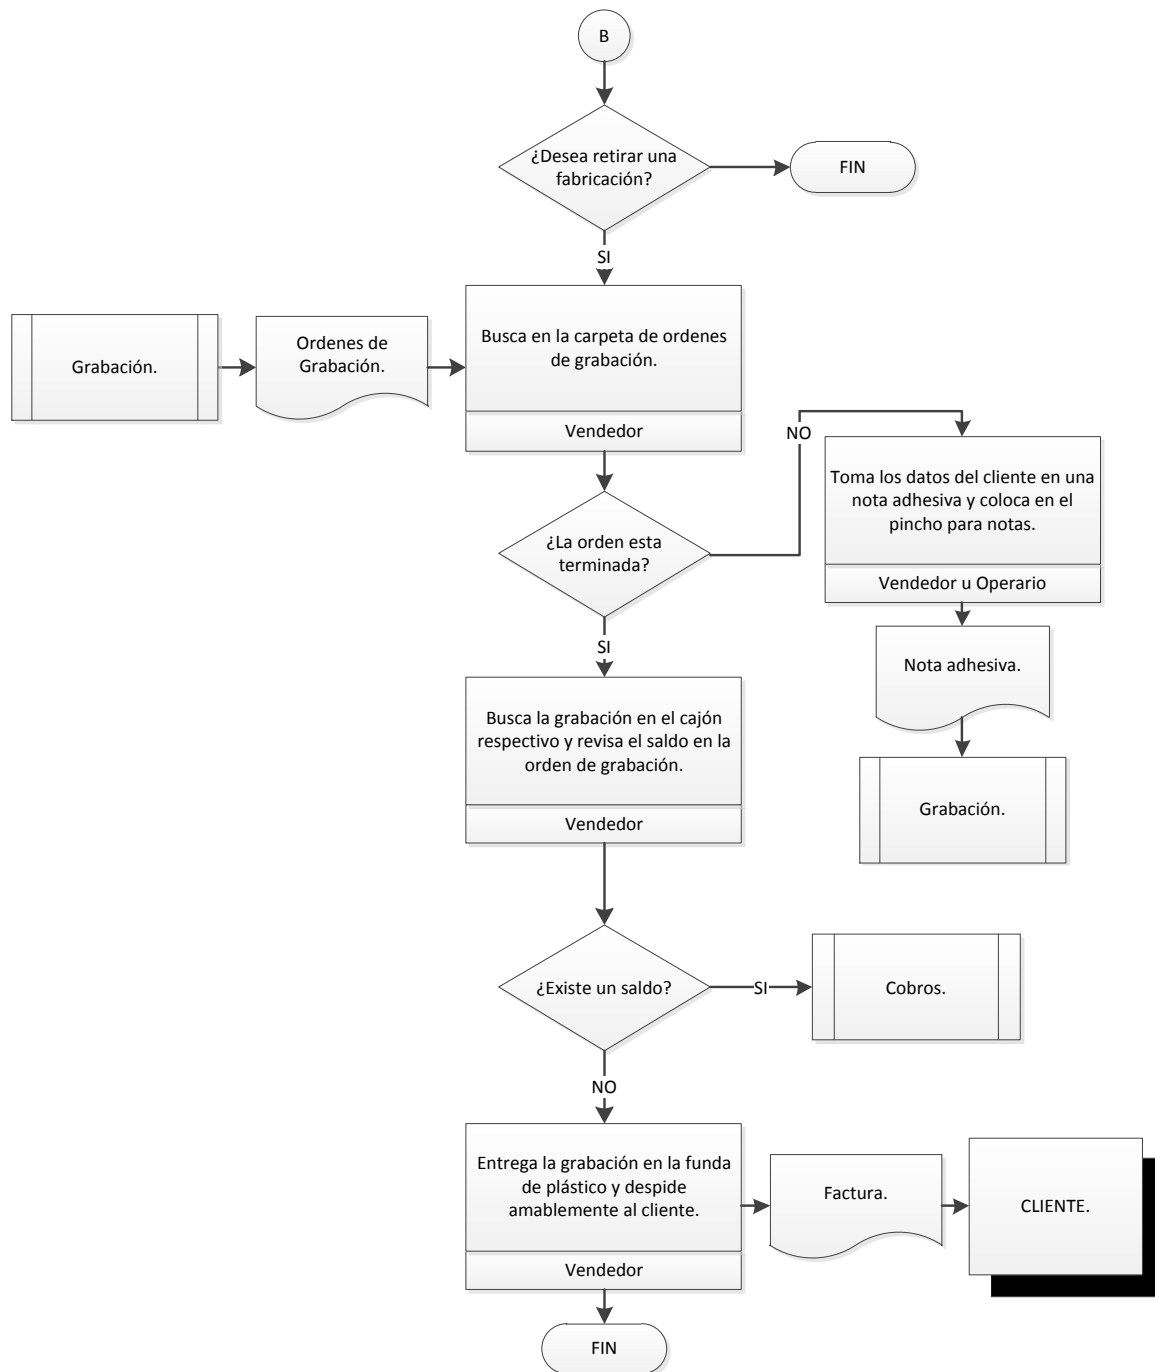 B
¿Desea retirar una
fabricación?
FIN
SI
Grabación.
Ordenes de
Grabación.
Busca en la carpeta de ordenes
de grabación.
Vendedor
NO
Toma los datos del cliente en una
nota adhesiva y coloca en el
pincho para notas.
Vendedor u Operario
¿La orden esta
terminada?
SI
Nota adhesiva.
Busca la grabación en el cajón
respectivo y revisa el saldo en la
orden de grabación.
Vendedor
Grabación.
¿Existe un saldo?
SI
Cobros.
NO
Entrega la grabación en la funda
de plástico y despide
amablemente al cliente.
Vendedor
Factura.
CLIENTE.
FIN